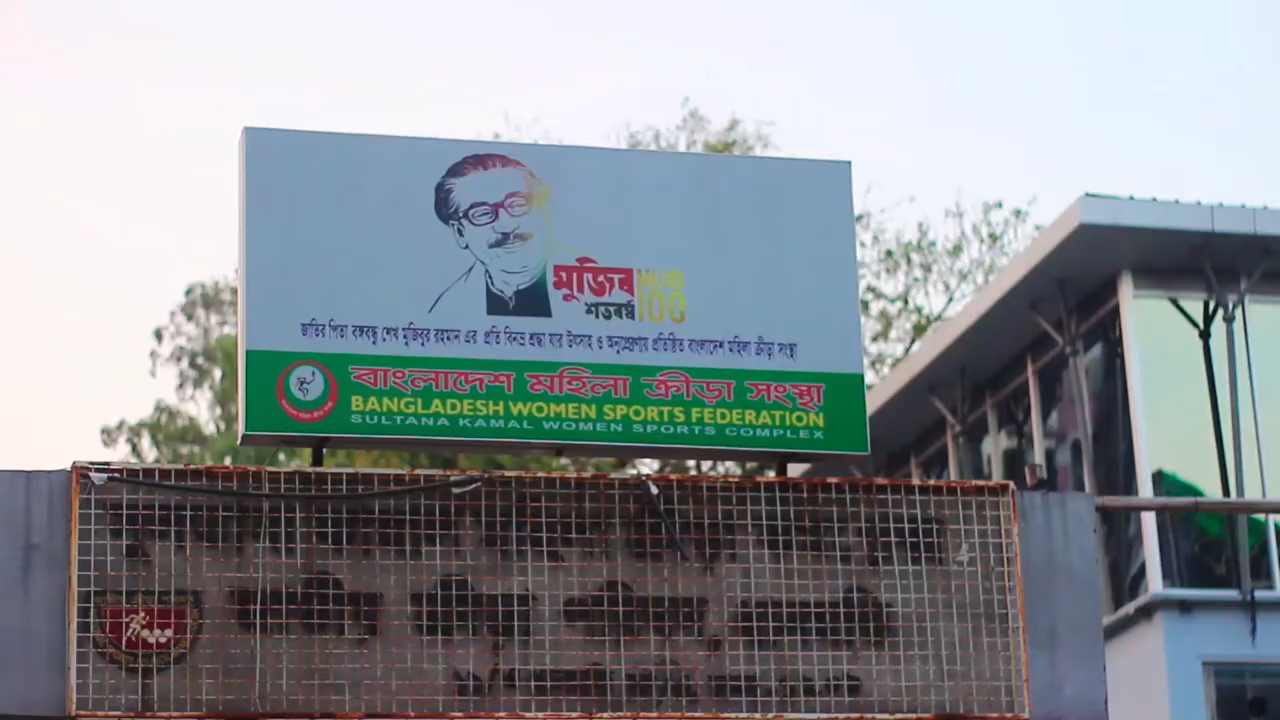 মুজিব
শতবর্ষ
100
জাতির পিতা বঙ্গবন্ধু শেখ মুজিবুর রহমান এর প্রতি বিনম্র শ্রদ্ধা যার উৎসাহ ও অনুপ্রেরণায় প্রতিষ্ঠিত বাংলাদেশ মহিলা ক্রীড়া সংস্থা
বাংলাদেশ মহিলা ক্রীড়া সংস্থা
BANGLADESH WOMEN SPORTS FEDERATION
SULTANA KAMAL WOMEN SPORTS COMPLEX